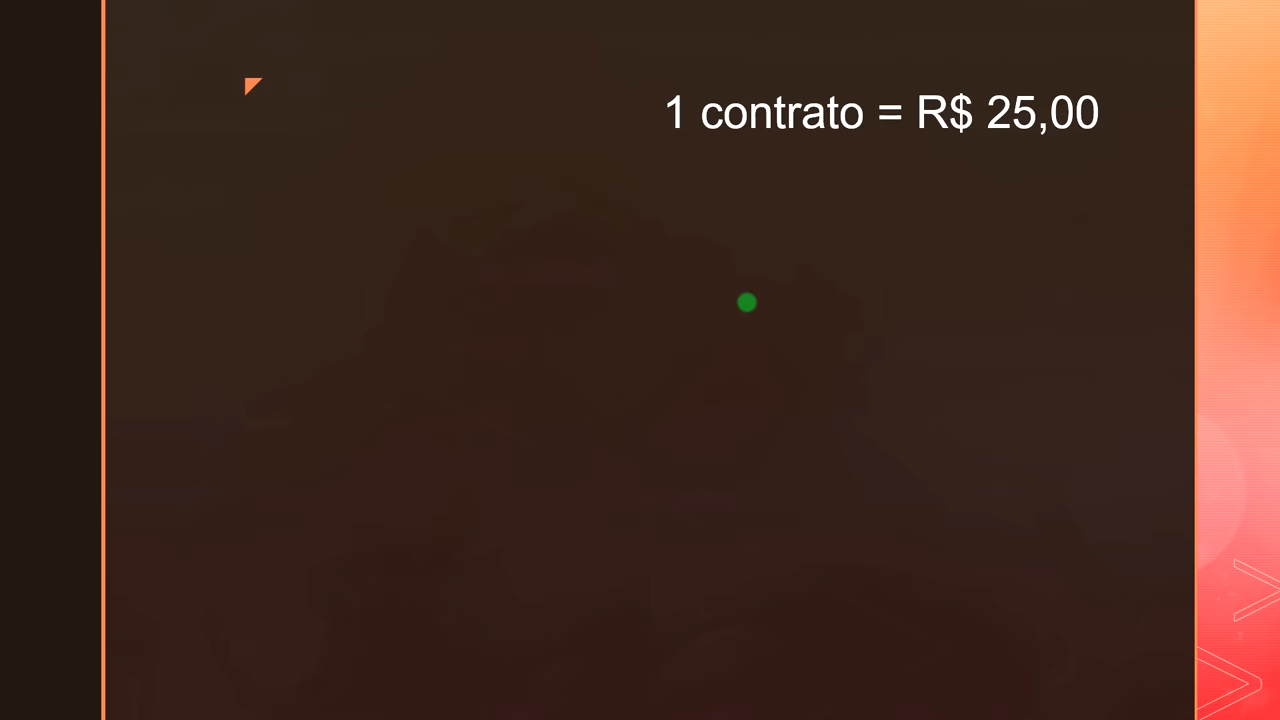 1 contrato = R$ 25,00